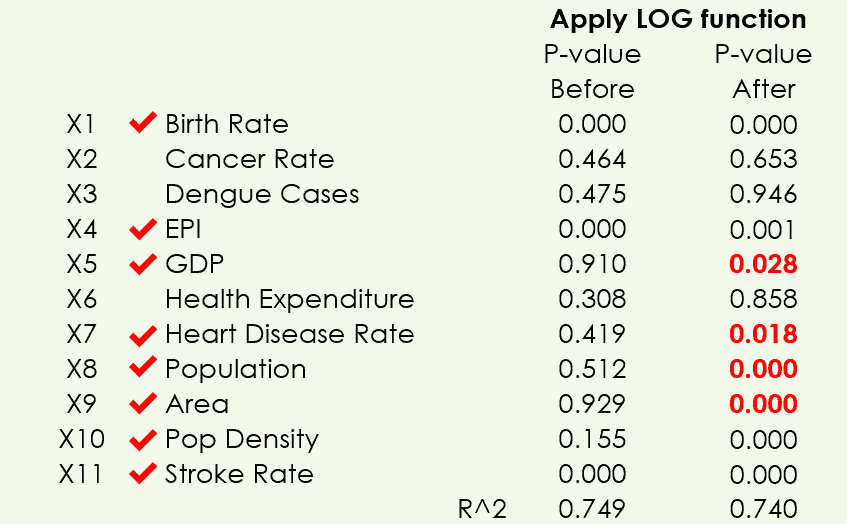 Apply LOG function
P-value P-value
Before After
X1 Birth Rate 0.000 0.000
X2 Cancer Rate 0.464 0.653
X3 Dengue Cases 0.475 0.946
X4 EPI 0.000 0.001
X5 GDP 0.910 0.028
X6 Health Expenditure 0.308 0.858
X7 Heart Disease Rate 0.419 0.018
X8 Population 0.512 0.000
X9 Area 0.929 0.000
X10 Pop Density 0.155 0.000
X11 Stroke Rate 0.000 0.000
R^2 0.749 0.740